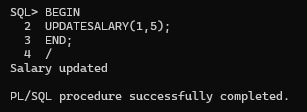 SQL> BEGIN
  2  UPDATESALARY(1,5);
  3  END;
  4  /
Salary updated

PL/SQL procedure successfully completed.